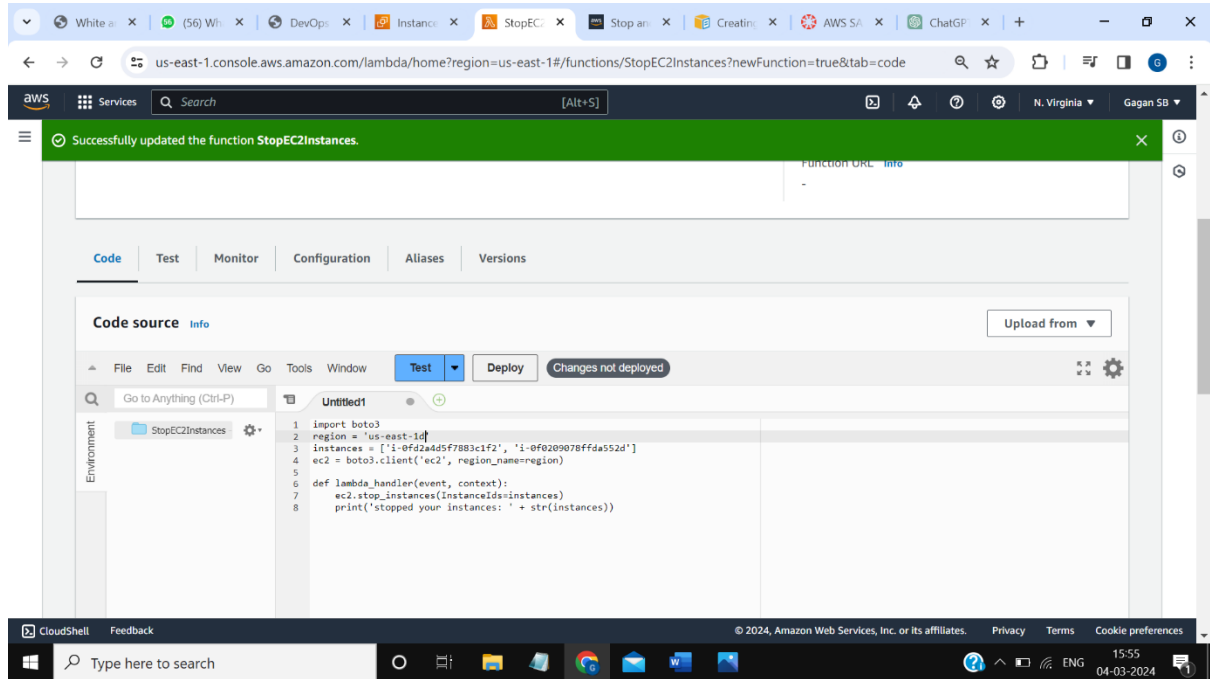 White a
(56) Wh
DevOps
Instance
StopEC2
Stop an
Creating
AWS SA
ChatGP
us-east-1.console.aws.amazon.com/lambda/home?region=us-east-1#/functions/StopEC2Instances?newFunction=true&tab=code
G
aws
Services
Search
[Alt+S]
N. Virginia
Gagan SB
Successfully updated the function StopEC2Instances.
Function URL Info
-
Code Test Monitor Configuration Aliases Versions
Code source Info
Upload from
File Edit Find View Go Tools Window
Test
Deploy
Changes not deployed
Go to Anything (Ctrl-P)
Untitled1
Environment
StopEC2Instances
1 import boto3
2 region = 'us-east-1d'
3 instances = ['i-0fd2a4d5f7883c1f2', 'i-0f0209078ffda552d']
4 ec2 = boto3.client('ec2', region_name=region)
5
6 def lambda_handler(event, context):
7 ec2.stop_instances(InstanceIds=instances)
8 print('stopped your instances: ' + str(instances))
CloudShell Feedback
© 2024, Amazon Web Services, Inc. or its affiliates. Privacy Terms Cookie preferences
Type here to search
ENG
15:55
04-03-2024
1